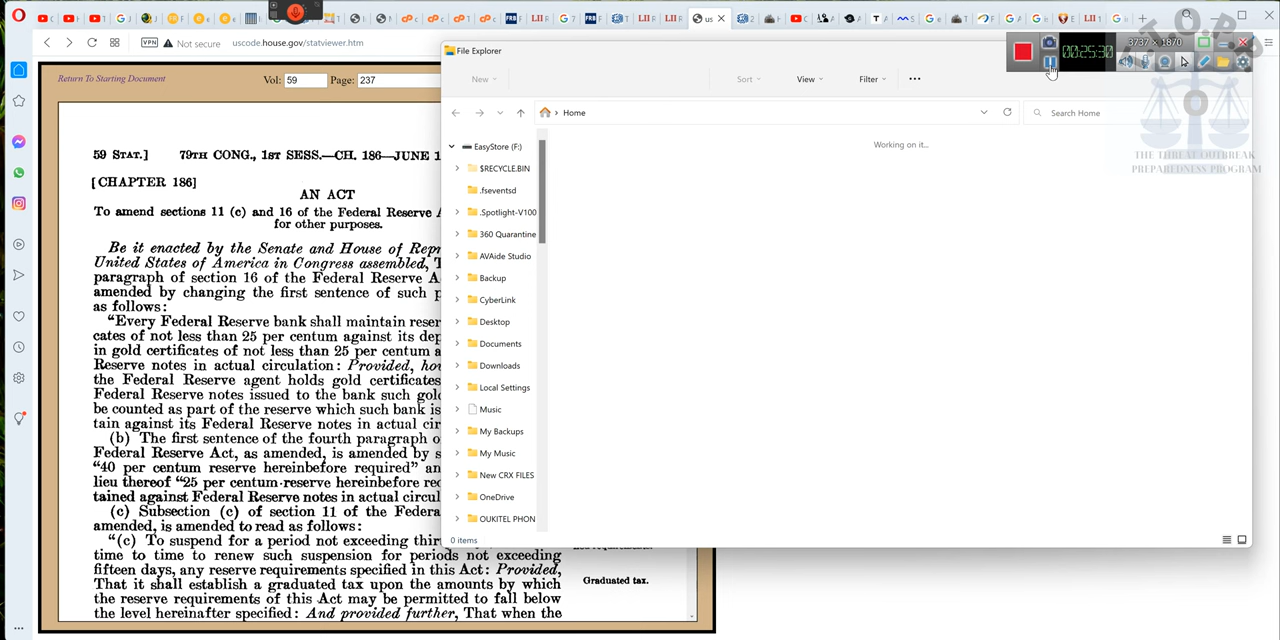 us
VPN
Not secure
uscode.house.gov/statviewer.htm
Return To Starting Document
Vol: 59 Page: 237
59 STAT.] 79TH CONG., 1ST SESS.—CH. 186—JUNE 1
[CHAPTER 186]
AN ACT
To amend sections 11 (c) and 16 of the Federal Reserve A
for other purposes.
Be it enacted by the Senate and House of Repr
United States of America in Congress assembled, T
paragraph of section 16 of the Federal Reserve Ac
amended by changing the first sentence of such p
as follows:
“Every Federal Reserve bank shall maintain reser
cates of not less than 25 per centum against its dep
in gold certificates of not less than 25 per centum a
Reserve notes in actual circulation: Provided, how
the Federal Reserve agent holds gold certificates
Federal Reserve notes issued to the bank such gol
be counted as part of the reserve which such bank is
tain against its Federal Reserve notes in actual cir
(b) The first sentence of the fourth paragraph o
Federal Reserve Act, as amended, is amended by s
“40 per centum reserve hereinbefore required” an
lieu thereof “25 per centum reserve hereinbefore req
tained against Federal Reserve notes in actual circul
(c) Subsection (c) of section 11 of the Federa
amended, is amended to read as follows:
“(c) To suspend for a period not exceeding thir
time to time to renew such suspension for periods not exceeding
fifteen days, any reserve requirements specified in this Act: Provided,
That it shall establish a graduated tax upon the amounts by which
the reserve requirements of this Act may be permitted to fall below
the level hereinafter specified: And provided further, That when the
Graduated tax.
File Explorer
New
Sort
View
Filter
Home
Search Home
Working on it...
EasyStore (F:)
$RECYCLE.BIN
.fseventsd
.Spotlight-V100
360 Quarantine
AVAide Studio
Backup
CyberLink
Desktop
Documents
Downloads
Local Settings
Music
My Backups
My Music
New CRX FILES
OneDrive
OUKITEL PHON
0 items
00:25:30
3737 × 1870
T.O.P.P
THE THREAT OUTBREAK
PREPAREDNESS PROGRAM